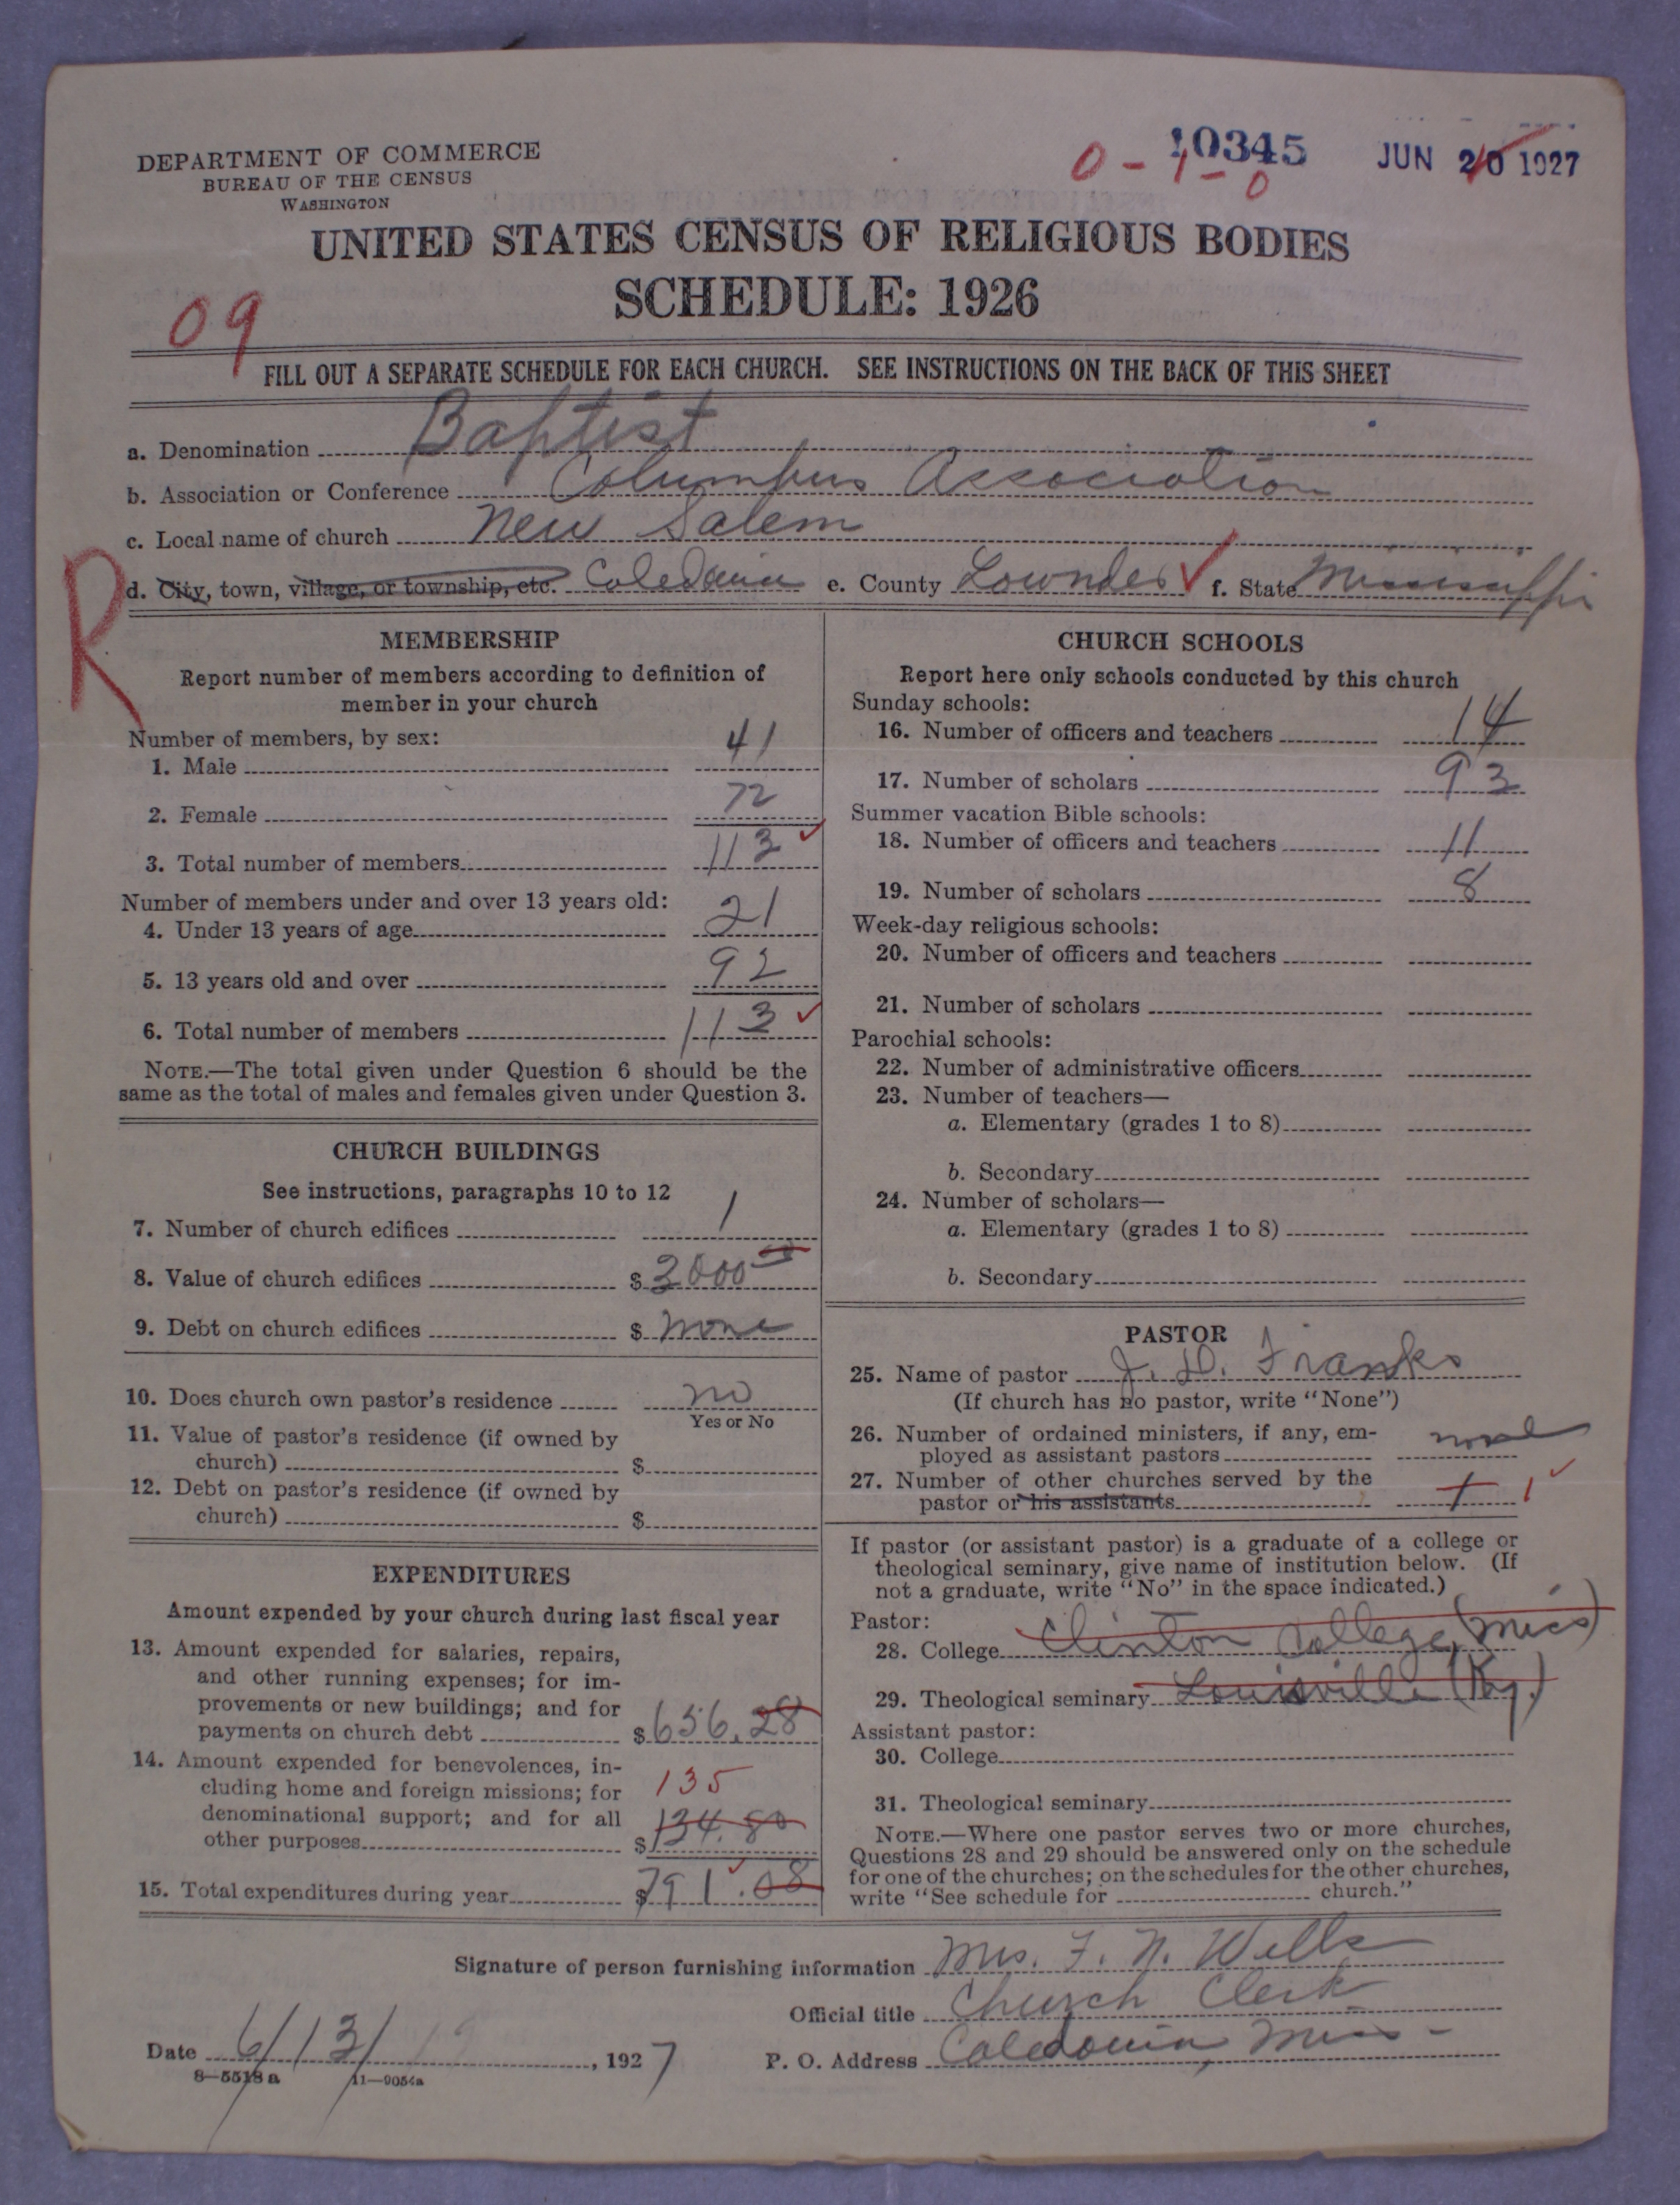 DEPARTMENT OF COMMERCE
BUREAU OF THE CENSUS
WASHINGTON
10345
0 - 1 - 0
JUN 20 1927
UNITED STATES CENSUS OF RELIGIOUS BODIES
SCHEDULE: 1926
09
FILL OUT A SEPARATE SCHEDULE FOR EACH CHURCH. SEE INSTRUCTIONS ON THE BACK OF THIS SHEET
a. Denomination Baptist
b. Association or Conference Columbus Association
c. Local name of church New Salem
R
d. City, town, village, or township, etc. Caledonia e. County Lowndes ✓ f. State Mississippi
MEMBERSHIP
Report number of members according to definition of
member in your church
Number of members, by sex:
1. Male 41
2. Female 72
3. Total number of members 113 ✓
Number of members under and over 13 years old:
4. Under 13 years of age 21
5. 13 years old and over 92
6. Total number of members 113 ✓
NOTE.—The total given under Question 6 should be the
same as the total of males and females given under Question 3.
CHURCH BUILDINGS
See instructions, paragraphs 10 to 12
7. Number of church edifices 1
8. Value of church edifices $ 3000 00
9. Debt on church edifices $ none
10. Does church own pastor's residence no
Yes or No
11. Value of pastor's residence (if owned by
church) $
12. Debt on pastor's residence (if owned by
church) $
EXPENDITURES
Amount expended by your church during last fiscal year
13. Amount expended for salaries, repairs,
and other running expenses; for im-
provements or new buildings; and for
payments on church debt $ 656.28
14. Amount expended for benevolences, in-
cluding home and foreign missions; for 135
denominational support; and for all
other purposes $ 134.80
15. Total expenditures during year $ 791.08
CHURCH SCHOOLS
Report here only schools conducted by this church
Sunday schools:
16. Number of officers and teachers 14
17. Number of scholars 93
Summer vacation Bible schools:
18. Number of officers and teachers 11
19. Number of scholars 8
Week-day religious schools:
20. Number of officers and teachers
21. Number of scholars
Parochial schools:
22. Number of administrative officers
23. Number of teachers—
a. Elementary (grades 1 to 8)
b. Secondary
24. Number of scholars—
a. Elementary (grades 1 to 8)
b. Secondary
PASTOR
25. Name of pastor J. D. Franks
(If church has no pastor, write "None")
26. Number of ordained ministers, if any, em-
ployed as assistant pastors none
27. Number of other churches served by the
pastor or his assistants 1 1 ✓
If pastor (or assistant pastor) is a graduate of a college or
theological seminary, give name of institution below. (If
not a graduate, write "No" in the space indicated.)
Pastor:
28. College Clinton College, (Miss)
29. Theological seminary Louisville (Ky.)
Assistant pastor:
30. College
31. Theological seminary
NOTE.—Where one pastor serves two or more churches,
Questions 28 and 29 should be answered only on the schedule
for one of the churches; on the schedules for the other churches,
write "See schedule for church."
Signature of person furnishing information Mrs. F. N. Wells
Official title Church Clerk
Date 6/13/ , 1927 P. O. Address Caledonia, Miss-
8—5518a 11—9054a